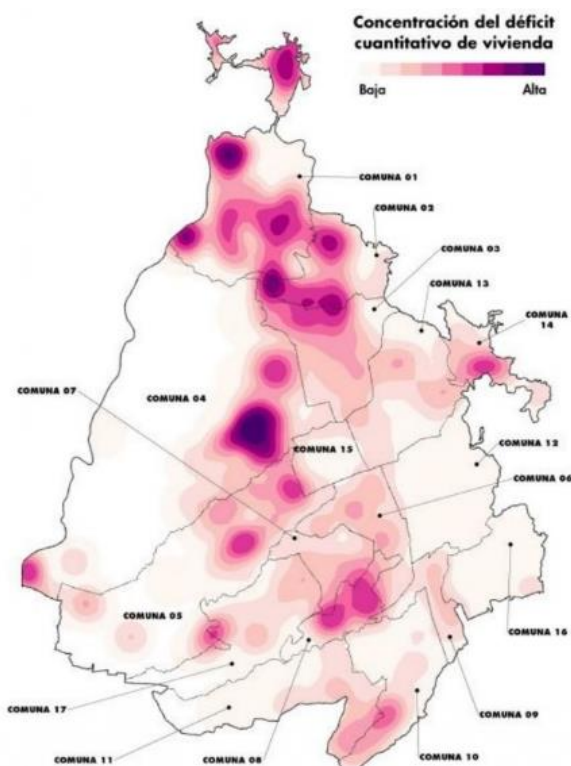 Concentración del déficit
cuantitativo de vivienda
Baja Alta
COMUNA 01
COMUNA 02
COMUNA 03
COMUNA 13
COMUNA
14
COMUNA 07
COMUNA 04
COMUNA 12
COMUNA 15
COMUNA 06
COMUNA 05
COMUNA 16
COMUNA 17
COMUNA 09
COMUNA 11
COMUNA 08
COMUNA 10